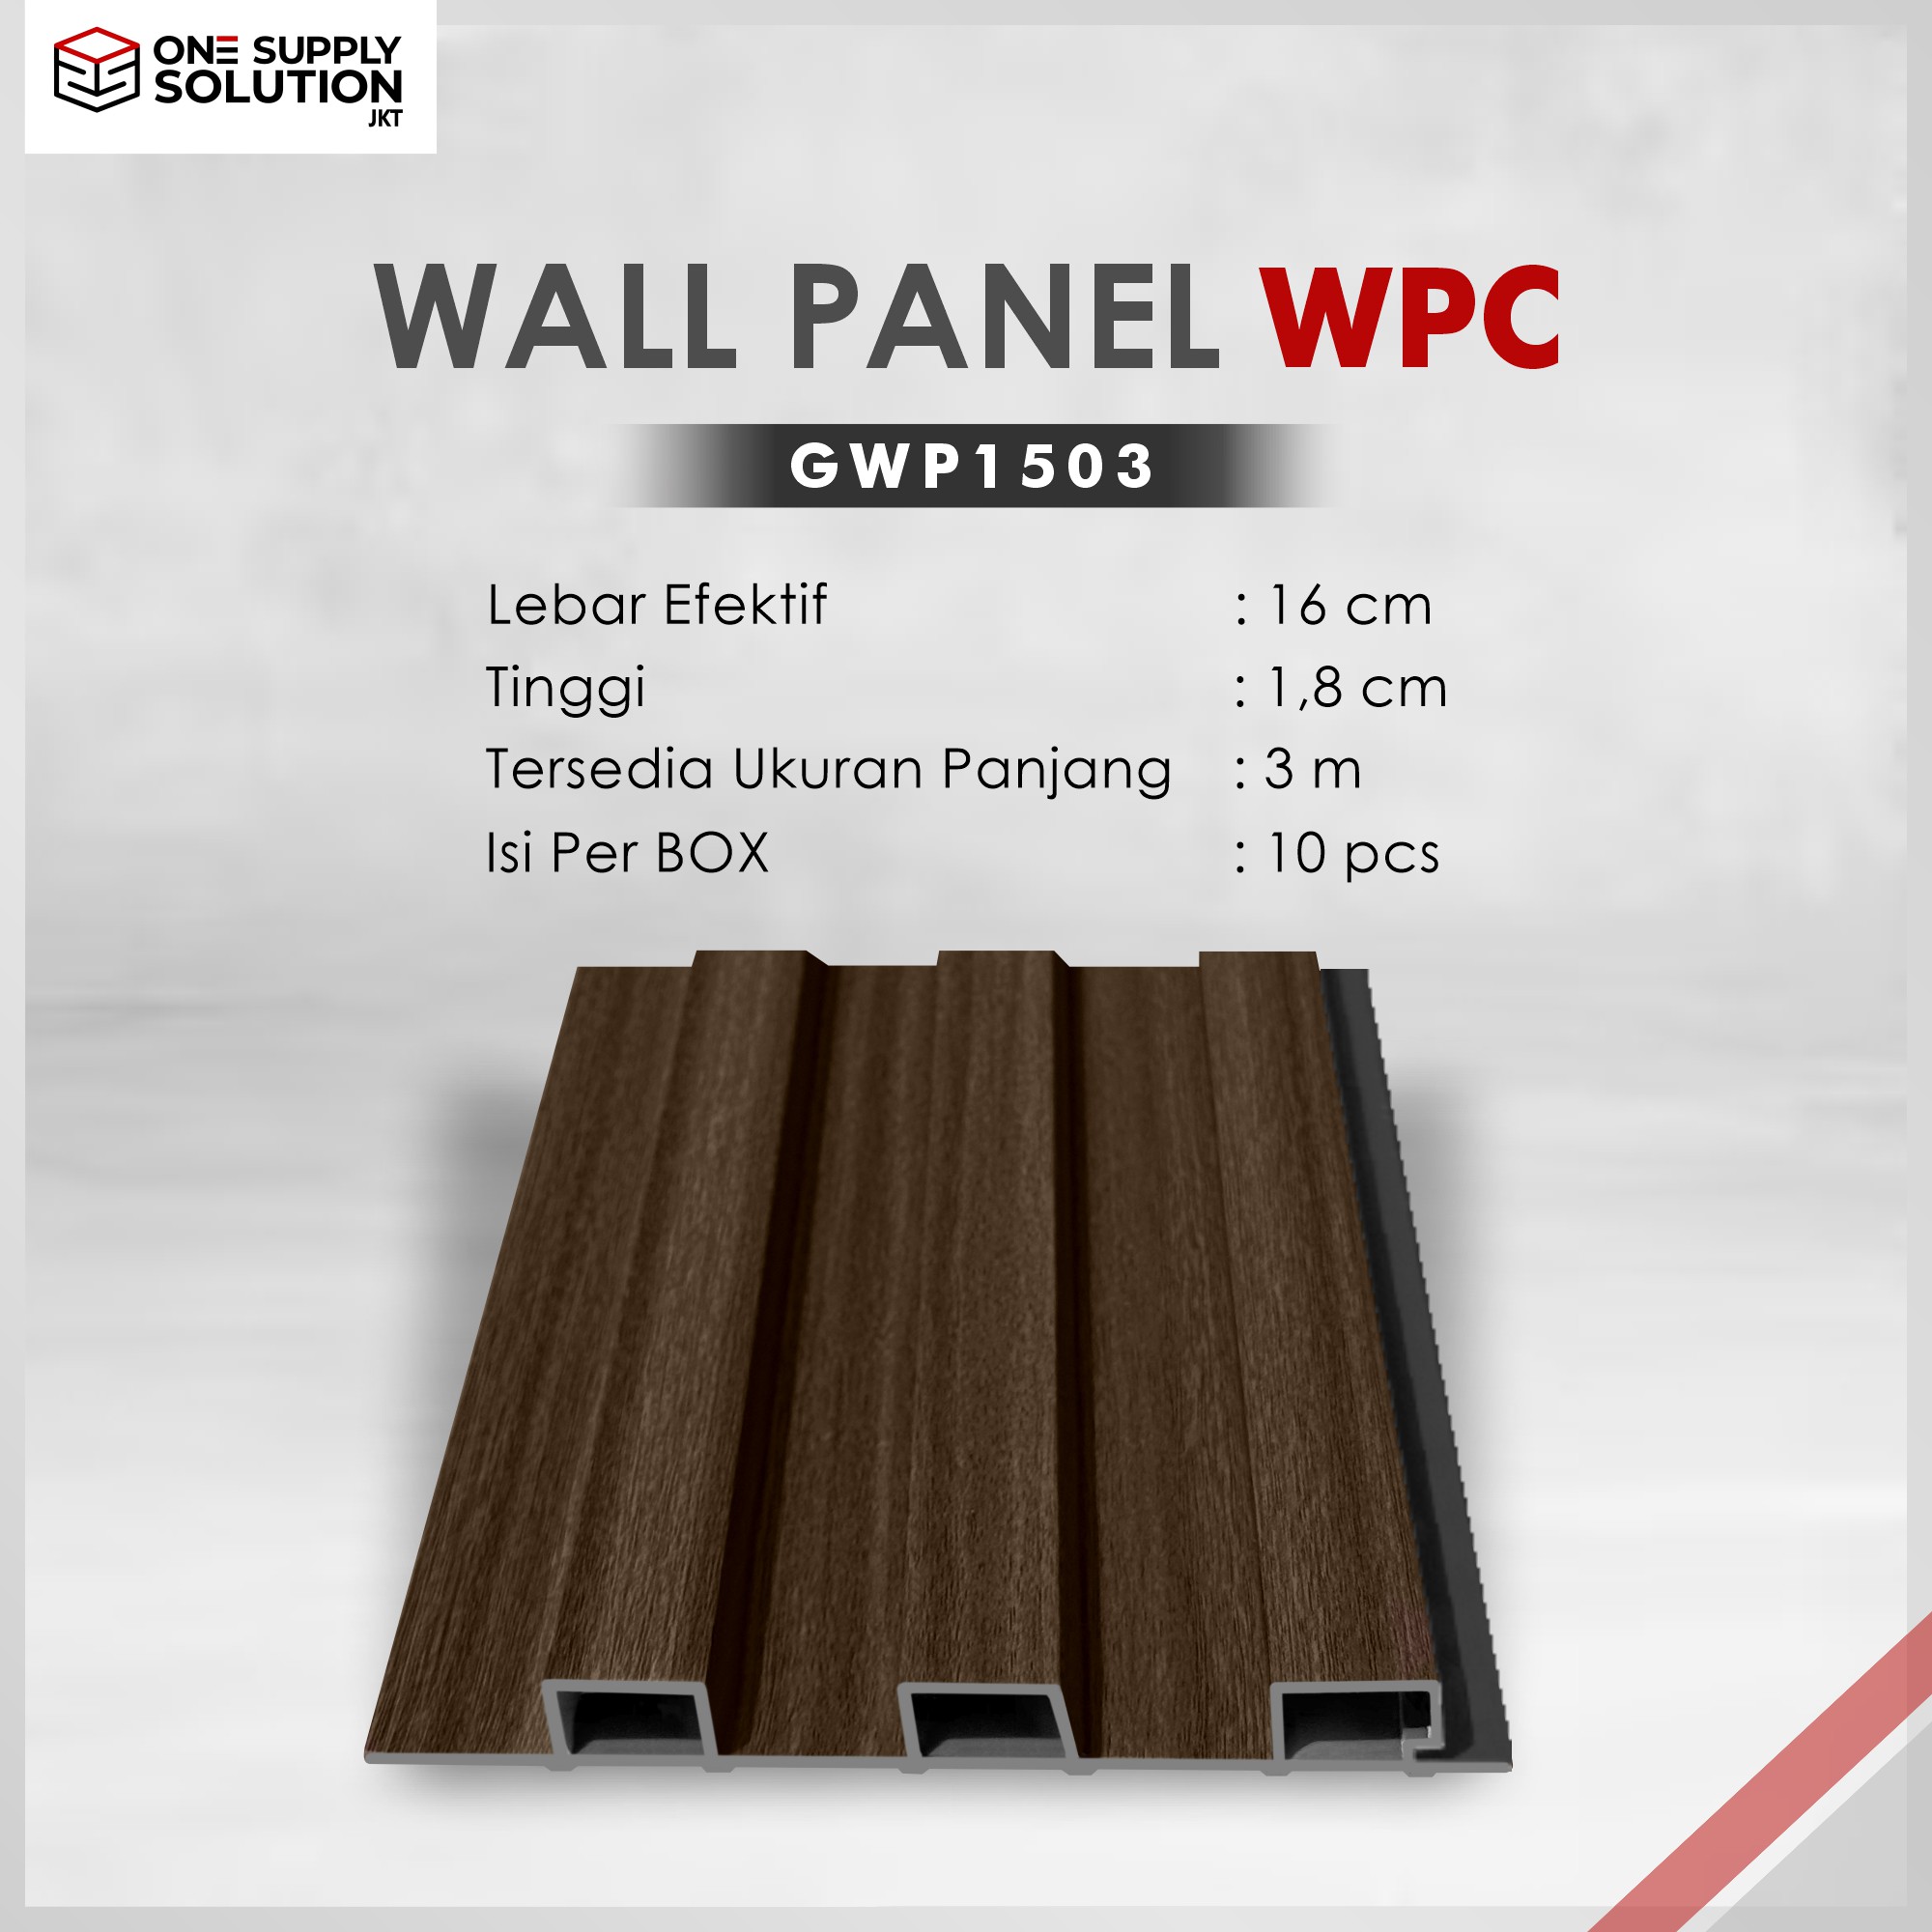 ONE SUPPLY
SOLUTION
JKT
WALL PANEL WPC
GWP1503
Lebar Efektif : 16 cm
Tinggi : 1,8 cm
Tersedia Ukuran Panjang : 3 m
Isi Per BOX : 10 pcs